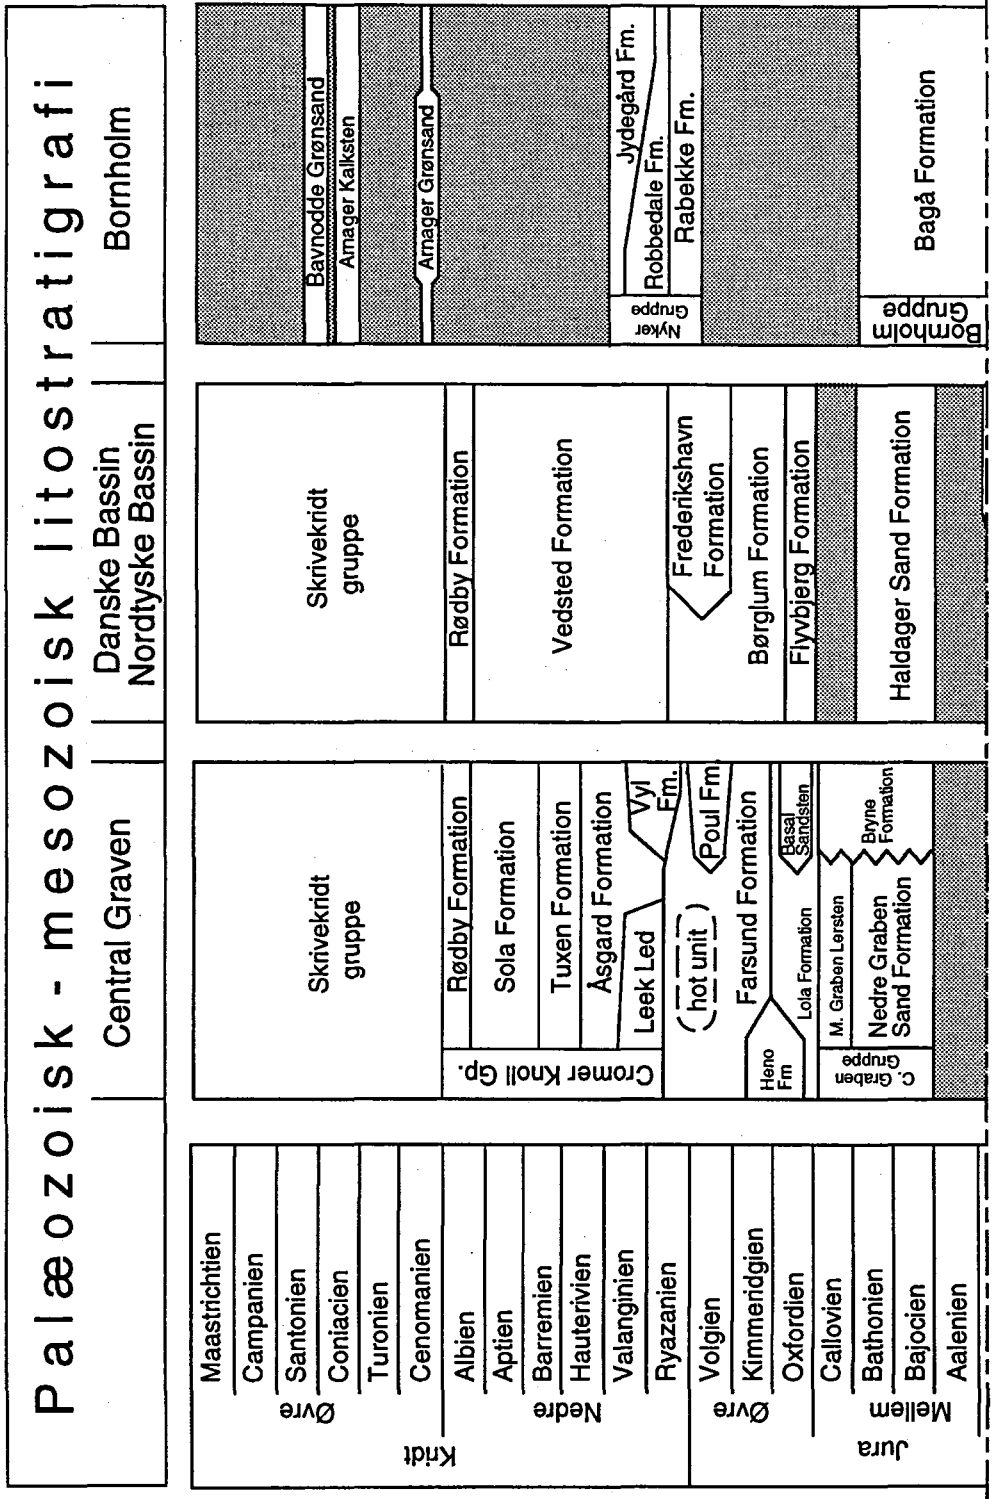 Palæozoisk - mesozoisk litostratigrafi
Central Graven
Danske Bassin
Nordtyske Bassin
Bornholm
Kridt
Øvre
Maastrichtien
Campanien
Santonien
Coniacien
Turonien
Cenomanien
Nedre
Albien
Aptien
Barremien
Hauterivien
Valanginien
Ryazanien
Jura
Øvre
Volgien
Kimmeridgien
Oxfordien
Mellem
Callovien
Bathonien
Bajocien
Aalenien
Skrivekridt
gruppe
Cromer Knoll Gp.
Rødby Formation
Sola Formation
Tuxen Formation
Åsgard Formation
Leek Led
Vyl
Fm.
(hot unit)
Poul Fm.
Farsund Formation
Heno
Fm
Lola Formation
Basal
Sandsten
C. Graben
Gruppe
M. Graben Lersten
Nedre Graben
Sand Formation
Bryne
Formation
Skrivekridt
gruppe
Rødby Formation
Vedsted Formation
Frederikshavn
Formation
Børglum Formation
Flyvbjerg Formation
Haldager Sand Formation
Bavnodde Grønsand
Arnager Kalksten
Arnager Grønsand
Nyker
Gruppe
Jydegård Fm.
Robbedale Fm.
Rabekke Fm.
Bornholm
Gruppe
Bagå Formation